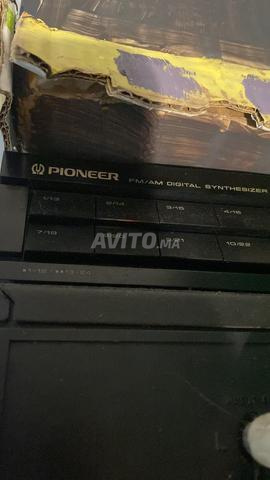 PIONEER FM/AM DIGITAL SYNTHESIZER
1/13 2/14 3/15 4/16
AVITO.MA
7/19 10/22